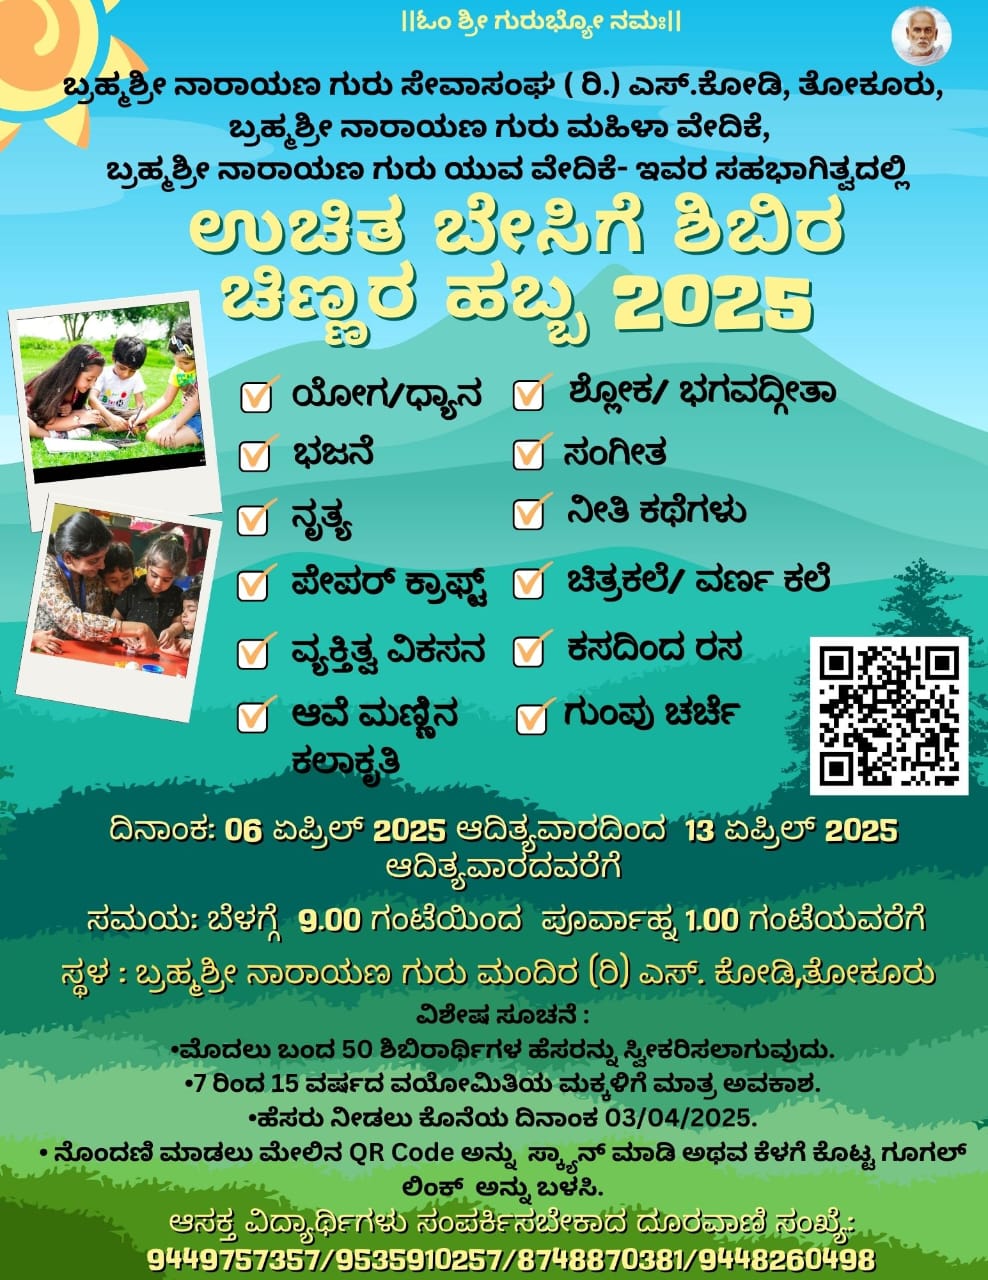 ||ಓಂ ಶ್ರೀ ಗುರುಭ್ಯೋ ನಮಃ||
ಬ್ರಹ್ಮಶ್ರೀ ನಾರಾಯಣ ಗುರು ಸೇವಾಸಂಘ ( ರಿ.) ಎಸ್.ಕೋಡಿ, ತೋಕೂರು,
ಬ್ರಹ್ಮಶ್ರೀ ನಾರಾಯಣ ಗುರು ಮಹಿಳಾ ವೇದಿಕೆ,
ಬ್ರಹ್ಮಶ್ರೀ ನಾರಾಯಣ ಗುರು ಯುವ ವೇದಿಕೆ- ಇವರ ಸಹಭಾಗಿತ್ವದಲ್ಲಿ
ಉಚಿತ ಬೇಸಿಗೆ ಶಿಬಿರ
ಚಿಣ್ಣರ ಹಬ್ಬ 2025
ಯೋಗ/ಧ್ಯಾನ
ಶ್ಲೋಕ/ ಭಗವದ್ಗೀತಾ
ಭಜನೆ
ಸಂಗೀತ
ನೃತ್ಯ
ನೀತಿ ಕಥೆಗಳು
ಪೇಪರ್ ಕ್ರಾಫ್ಟ್
ಚಿತ್ರಕಲೆ/ ವರ್ಣ ಕಲೆ
ವ್ಯಕ್ತಿತ್ವ ವಿಕಸನ
ಕಸದಿಂದ ರಸ
ಆವೆ ಮಣ್ಣಿನ
ಕಲಾಕೃತಿ
ಗುಂಪು ಚರ್ಚೆ
ದಿನಾಂಕ: 06 ಏಪ್ರಿಲ್ 2025 ಆದಿತ್ಯವಾರದಿಂದ 13 ಏಪ್ರಿಲ್ 2025
ಆದಿತ್ಯವಾರದವರೆಗೆ
ಸಮಯ: ಬೆಳಗ್ಗೆ 9.00 ಗಂಟೆಯಿಂದ ಪೂರ್ವಾಹ್ನ 1.00 ಗಂಟೆಯವರೆಗೆ
ಸ್ಥಳ : ಬ್ರಹ್ಮಶ್ರೀ ನಾರಾಯಣ ಗುರು ಮಂದಿರ (ರಿ) ಎಸ್. ಕೋಡಿ,ತೋಕೂರು
ವಿಶೇಷ ಸೂಚನೆ :
•ಮೊದಲು ಬಂದ 50 ಶಿಬಿರಾರ್ಥಿಗಳ ಹೆಸರನ್ನು ಸ್ವೀಕರಿಸಲಾಗುವುದು.
•7 ರಿಂದ 15 ವರ್ಷದ ವಯೋಮಿತಿಯ ಮಕ್ಕಳಿಗೆ ಮಾತ್ರ ಅವಕಾಶ.
•ಹೆಸರು ನೀಡಲು ಕೊನೆಯ ದಿನಾಂಕ 03/04/2025.
• ನೊಂದಣಿ ಮಾಡಲು ಮೇಲಿನ QR Code ಅನ್ನು ಸ್ಕ್ಯಾನ್ ಮಾಡಿ ಅಥವ ಕೆಳಗೆ ಕೊಟ್ಟ ಗೂಗಲ್
ಲಿಂಕ್ ಅನ್ನು ಬಳಸಿ.
ಆಸಕ್ತ ವಿದ್ಯಾರ್ಥಿಗಳು ಸಂಪರ್ಕಿಸಬೇಕಾದ ದೂರವಾಣಿ ಸಂಖ್ಯೆ:
9449757357/9535910257/8748870381/9448260498